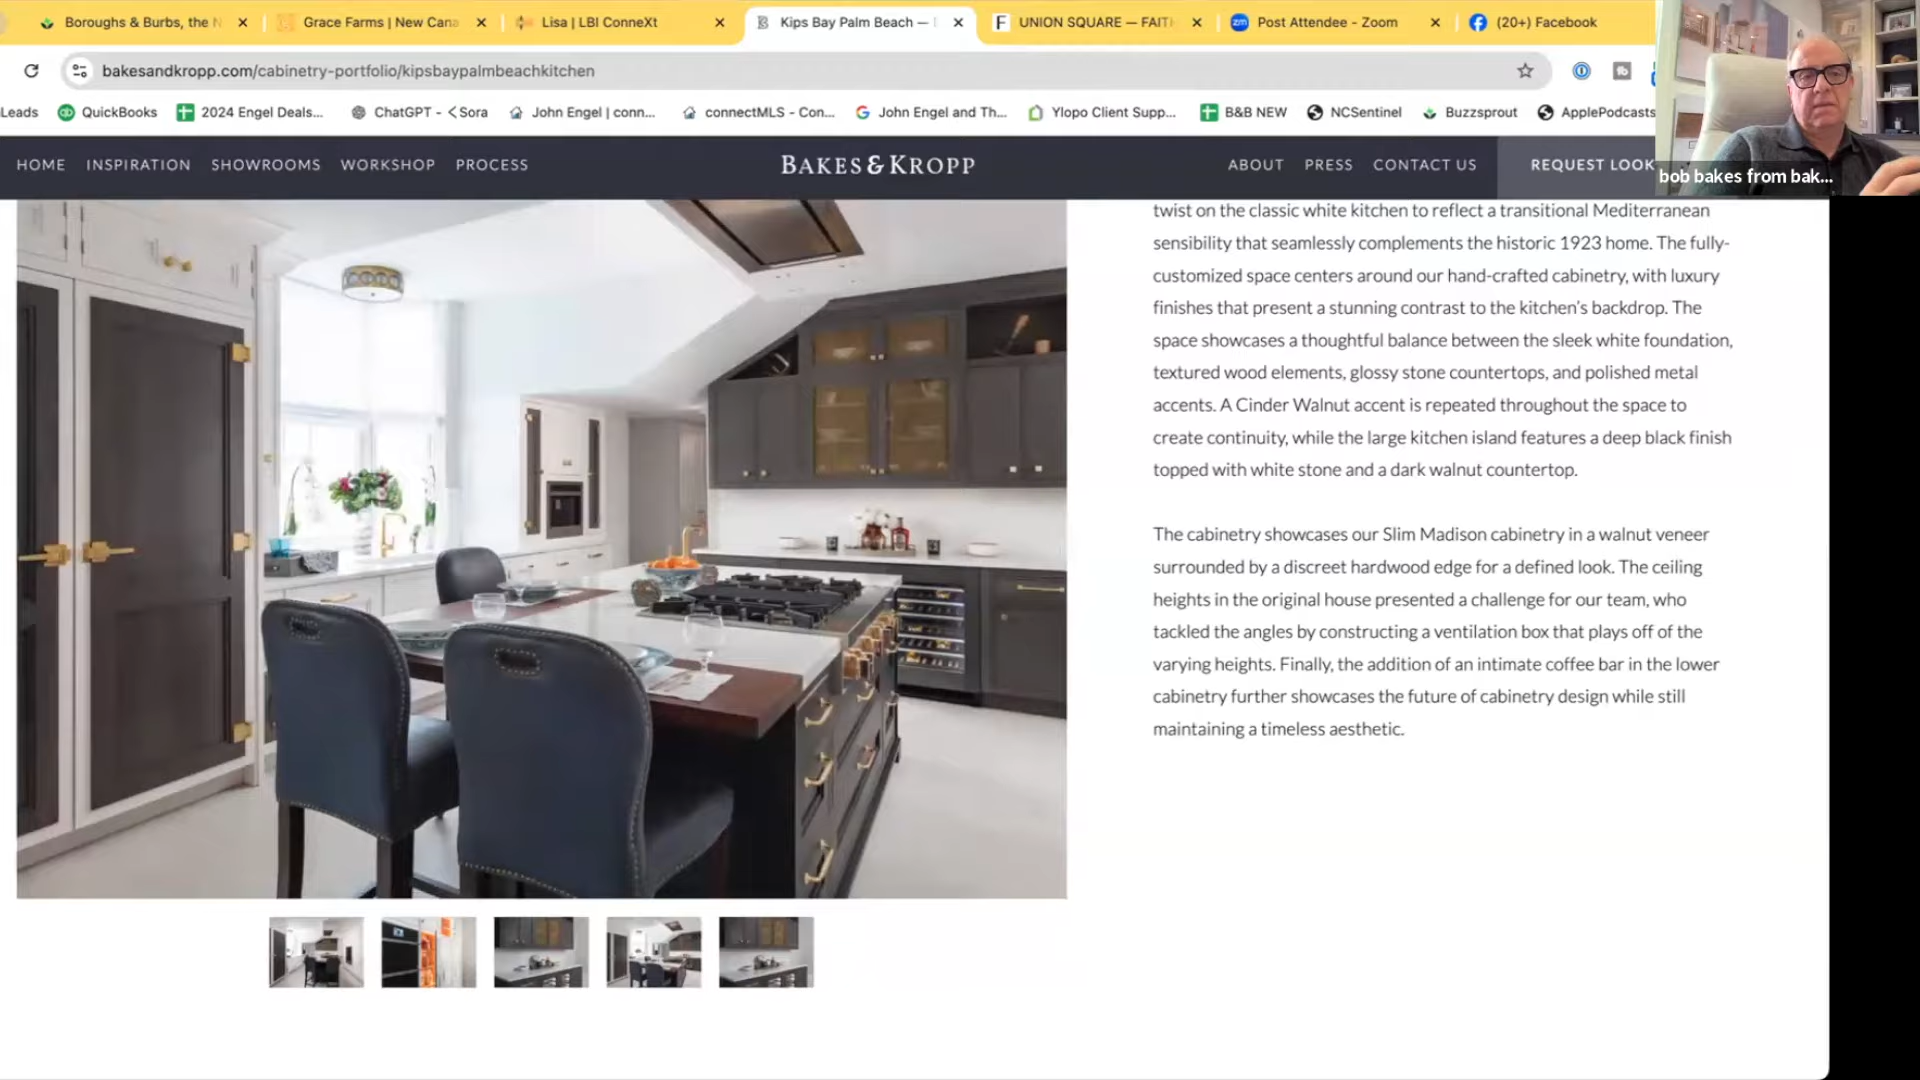 Boroughs & Burbs, the N
Grace Farms | New Cana
Lisa | LBI ConneXt
Kips Bay Palm Beach —
UNION SQUARE — FAIT
Post Attendee - Zoom
(20+) Facebook
bakesandkropp.com/cabinetry-portfolio/kipsbaypalmbeachkitchen
Leads
QuickBooks
2024 Engel Deals...
ChatGPT - < Sora
John Engel | conn...
connectMLS - Con...
John Engel and Th...
Ylopo Client Supp...
B&B NEW
NCSentinel
Buzzsprout
ApplePodcasts
bob bakes from bak...
HOME INSPIRATION SHOWROOMS WORKSHOP PROCESS
BAKES & KROPP
ABOUT PRESS CONTACT US
REQUEST LOOK
twist on the classic white kitchen to reflect a transitional Mediterranean
sensibility that seamlessly complements the historic 1923 home. The fully-
customized space centers around our hand-crafted cabinetry, with luxury
finishes that present a stunning contrast to the kitchen's backdrop. The
space showcases a thoughtful balance between the sleek white foundation,
textured wood elements, glossy stone countertops, and polished metal
accents. A Cinder Walnut accent is repeated throughout the space to
create continuity, while the large kitchen island features a deep black finish
topped with white stone and a dark walnut countertop.
The cabinetry showcases our Slim Madison cabinetry in a walnut veneer
surrounded by a discreet hardwood edge for a defined look. The ceiling
heights in the original house presented a challenge for our team, who
tackled the angles by constructing a ventilation box that plays off of the
varying heights. Finally, the addition of an intimate coffee bar in the lower
cabinetry further showcases the future of cabinetry design while still
maintaining a timeless aesthetic.